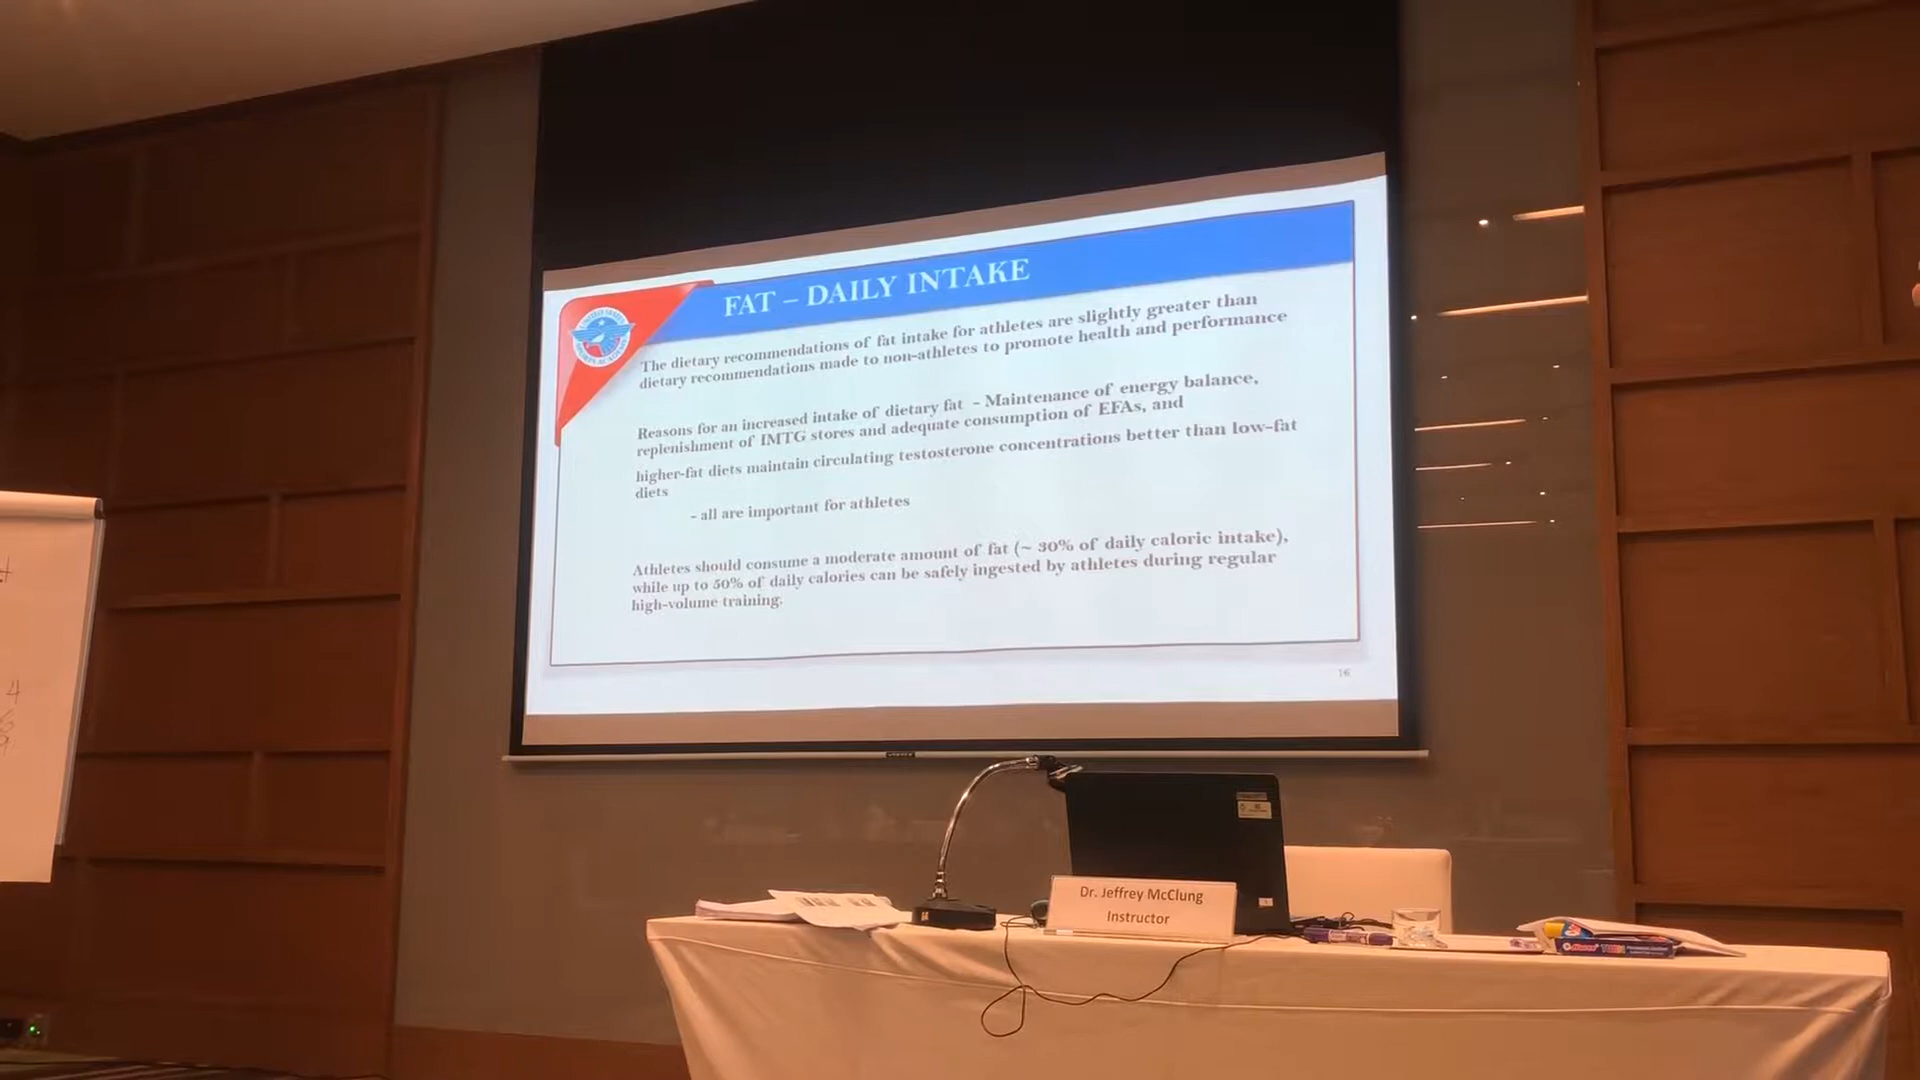 FAT – DAILY INTAKE
UNITED STATES
SPORTS ACADEMY
The dietary recommendations of fat intake for athletes are slightly greater than
dietary recommendations made to non-athletes to promote health and performance
Reasons for an increased intake of dietary fat - Maintenance of energy balance,
replenishment of IMTG stores and adequate consumption of EFAs, and
higher-fat diets maintain circulating testosterone concentrations better than low-fat
diets
- all are important for athletes
Athletes should consume a moderate amount of fat (~ 30% of daily caloric intake),
while up to 50% of daily calories can be safely ingested by athletes during regular
high-volume training.
16
4
Dr. Jeffrey McClung
Instructor